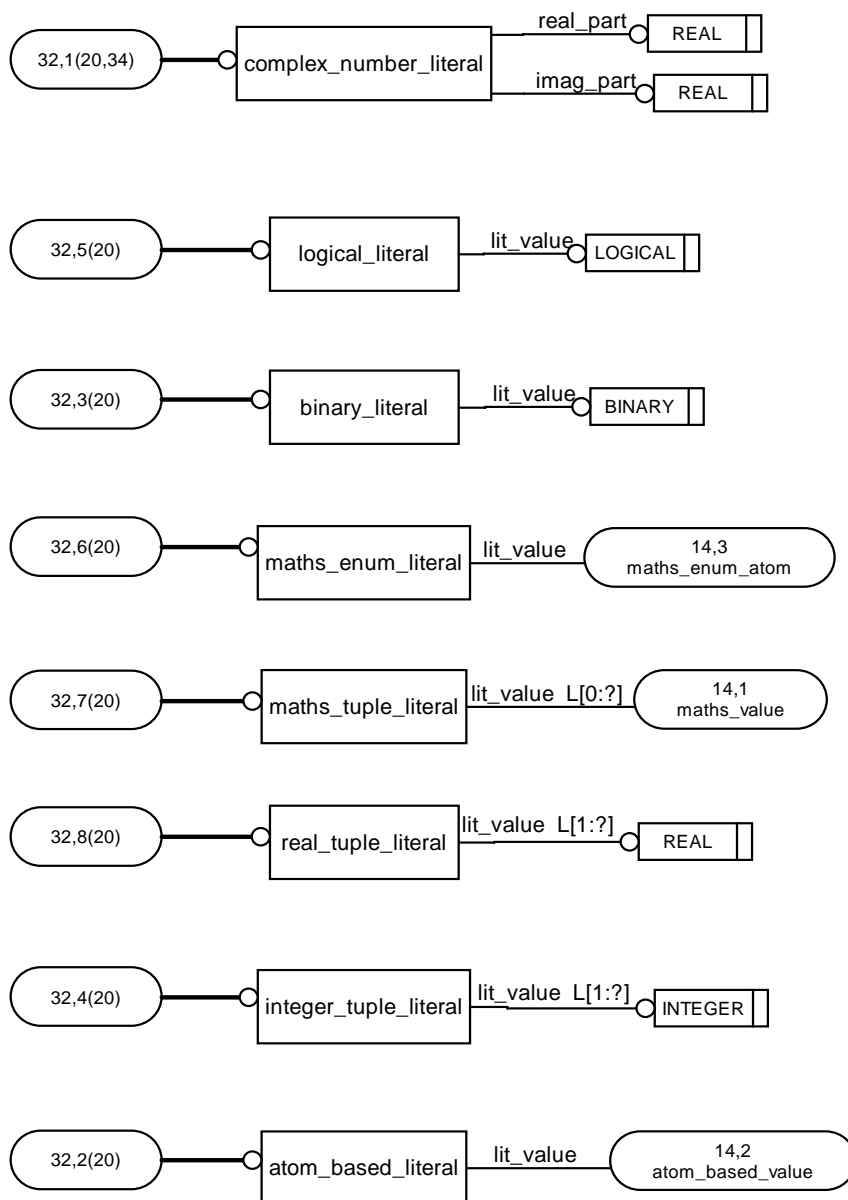 real_part
32,1(20,34)
complex_number_literal
REAL
imag_part
REAL
32,5(20)
logical_literal
lit_value
LOGICAL
32,3(20)
binary_literal
lit_value
BINARY
32,6(20)
maths_enum_literal
lit_value
14,3
maths_enum_atom
32,7(20)
maths_tuple_literal
lit_value L[0:?]
14,1
maths_value
32,8(20)
real_tuple_literal
lit_value L[1:?]
REAL
32,4(20)
integer_tuple_literal
lit_value L[1:?]
INTEGER
32,2(20)
atom_based_literal
lit_value
14,2
atom_based_value